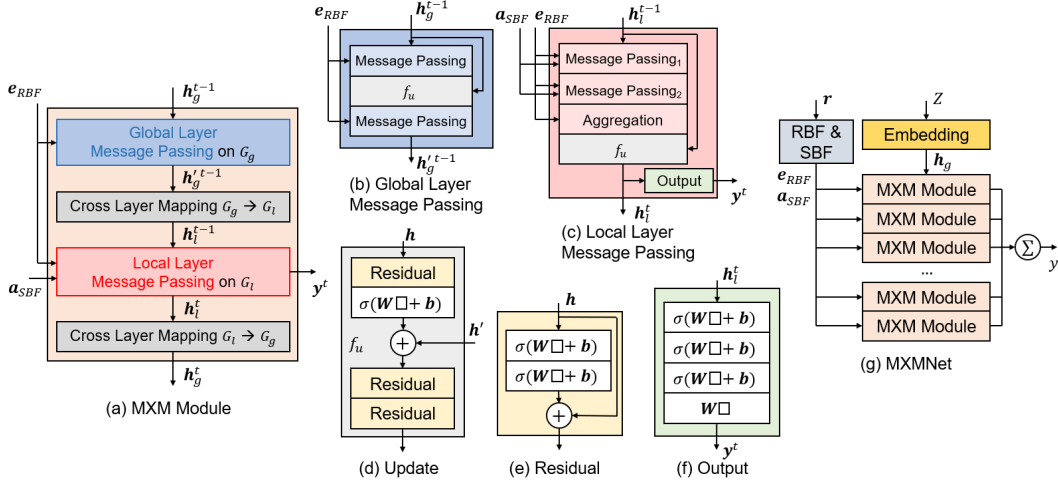 e_RBF
h_g^{t-1}
Global Layer
Message Passing on G_g
h'_g^{t-1}
Cross Layer Mapping G_g → G_l
h_l^{t-1}
Local Layer
Message Passing on G_l
a_SBF
y^t
h_l^t
Cross Layer Mapping G_l → G_g
h_g^t
(a) MXM Module
e_RBF
h_g^{t-1}
Message Passing
f_u
Message Passing
h'_g^{t-1}
(b) Global Layer
Message Passing
a_SBF
e_RBF
h_l^{t-1}
Message Passing_1
Message Passing_2
Aggregation
f_u
Output
y^t
h_l^t
(c) Local Layer
Message Passing
h
Residual
σ(W□ + b)
h'
f_u
+
Residual
Residual
(d) Update
h
σ(W□ + b)
σ(W□ + b)
+
(e) Residual
h_l^t
σ(W□ + b)
σ(W□ + b)
σ(W□ + b)
W□
y^t
(f) Output
r
Z
RBF &
SBF
Embedding
h_g
e_RBF
a_SBF
MXM Module
MXM Module
MXM Module
...
MXM Module
MXM Module
Σ
y
(g) MXMNet